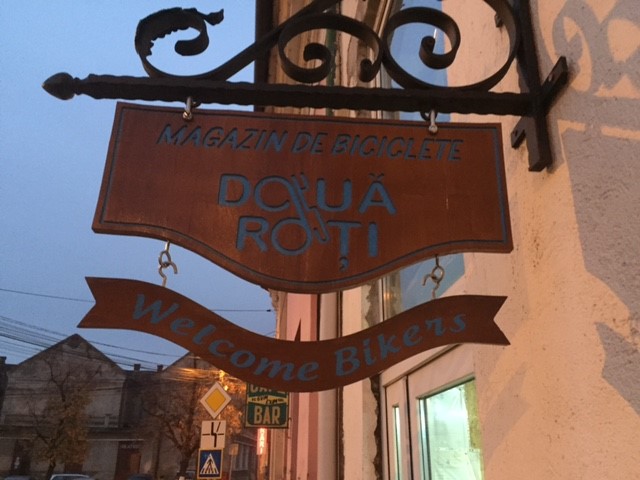 MAGAZIN DE BICICLETE
DOUĂ
ROȚI
Welcome Bikers
BAR